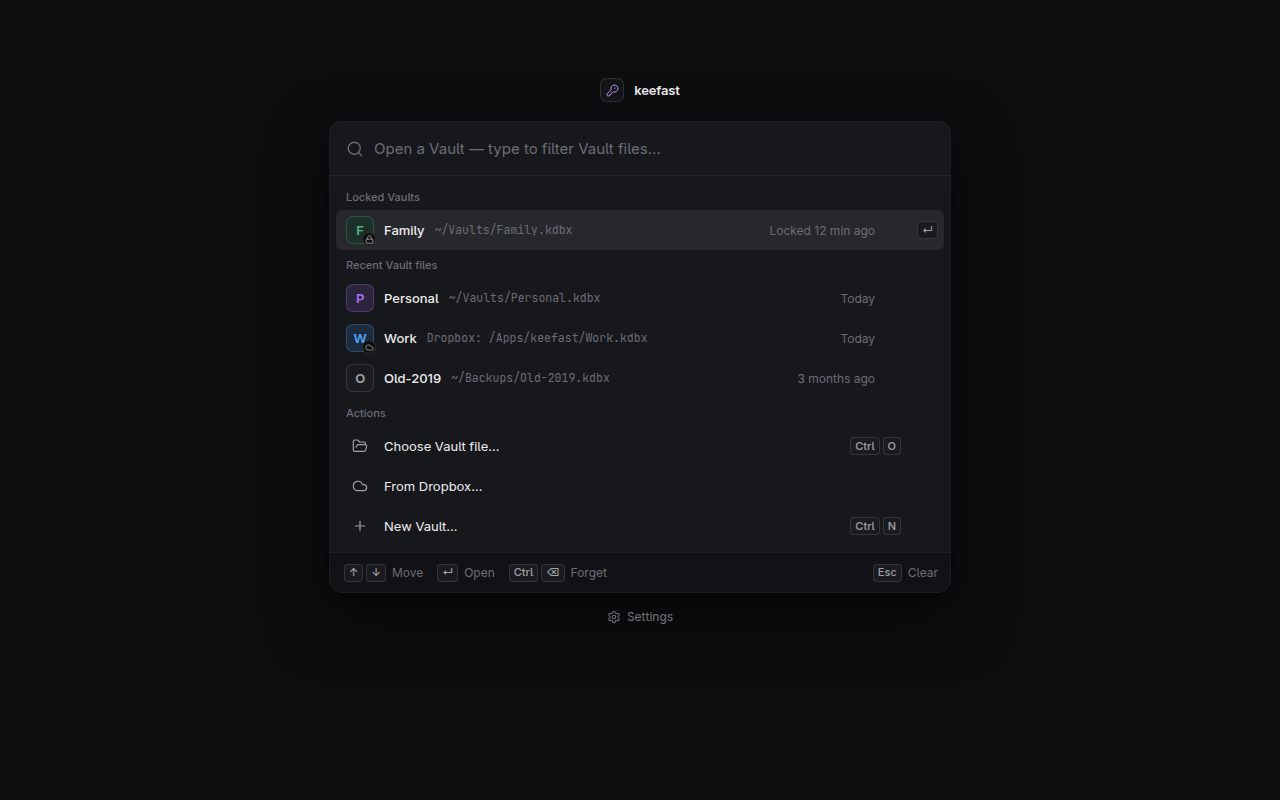 keefast
Open a Vault — type to filter Vault files...
Locked Vaults
F Family ~/Vaults/Family.kdbx Locked 12 min ago
Recent Vault files
P Personal ~/Vaults/Personal.kdbx Today
W Work Dropbox: /Apps/keefast/Work.kdbx Today
O Old-2019 ~/Backups/Old-2019.kdbx 3 months ago
Actions
Choose Vault file... Ctrl O
From Dropbox...
New Vault... Ctrl N
↑ ↓ Move ↵ Open Ctrl ⌫ Forget Esc Clear
Settings